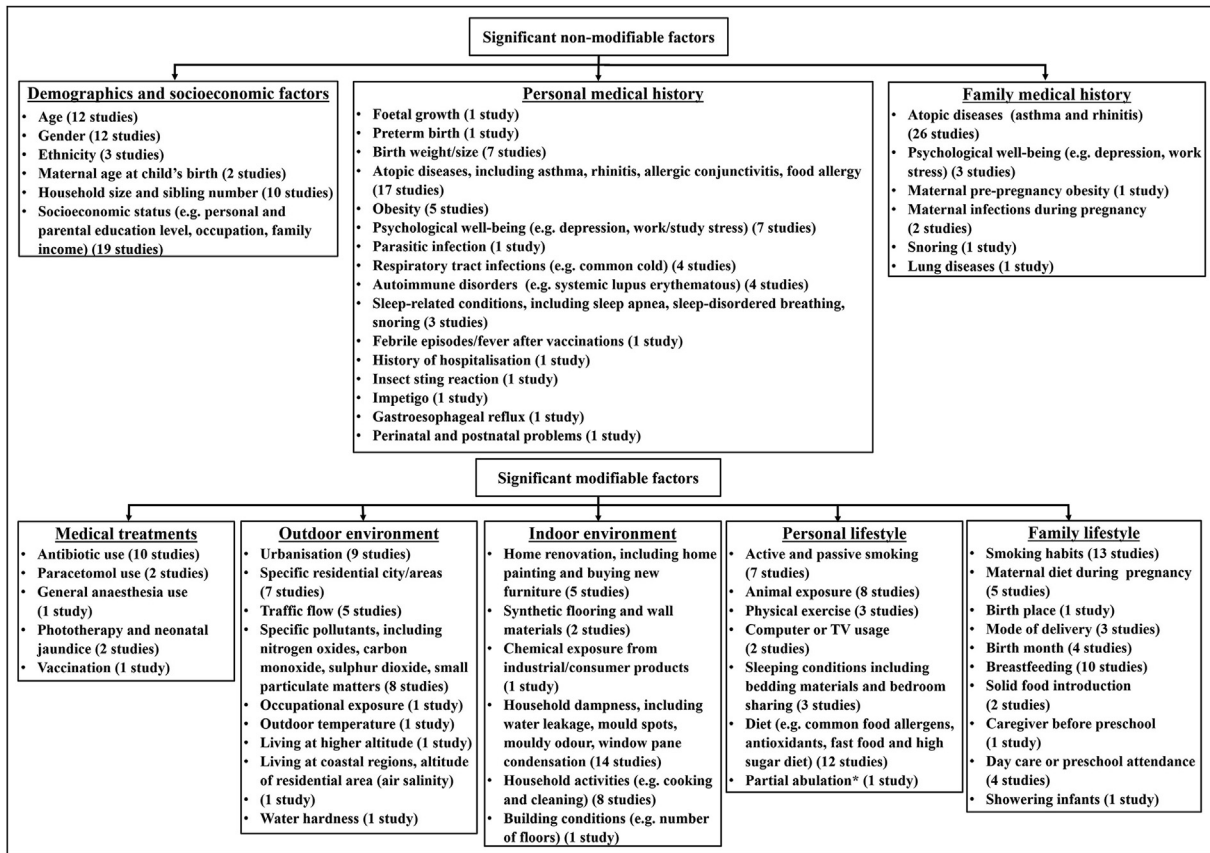 Significant non-modifiable factors
Demographics and socioeconomic factors
• Age (12 studies)
• Gender (12 studies)
• Ethnicity (3 studies)
• Maternal age at child's birth (2 studies)
• Household size and sibling number (10 studies)
• Socioeconomic status (e.g. personal and
parental education level, occupation, family
income) (19 studies)
Personal medical history
• Foetal growth (1 study)
• Preterm birth (1 study)
• Birth weight/size (7 studies)
• Atopic diseases, including asthma, rhinitis, allergic conjunctivitis, food allergy
(17 studies)
• Obesity (5 studies)
• Psychological well-being (e.g. depression, work/study stress) (7 studies)
• Parasitic infection (1 study)
• Respiratory tract infections (e.g. common cold) (4 studies)
• Autoimmune disorders (e.g. systemic lupus erythematous) (4 studies)
• Sleep-related conditions, including sleep apnea, sleep-disordered breathing,
snoring (3 studies)
• Febrile episodes/fever after vaccinations (1 study)
• History of hospitalisation (1 study)
• Insect sting reaction (1 study)
• Impetigo (1 study)
• Gastroesophageal reflux (1 study)
• Perinatal and postnatal problems (1 study)
Family medical history
• Atopic diseases (asthma and rhinitis)
(26 studies)
• Psychological well-being (e.g. depression, work
stress) (3 studies)
• Maternal pre-pregnancy obesity (1 study)
• Maternal infections during pregnancy
(2 studies)
• Snoring (1 study)
• Lung diseases (1 study)
Significant modifiable factors
Medical treatments
• Antibiotic use (10 studies)
• Paracetomol use (2 studies)
• General anaesthesia use
(1 study)
• Phototherapy and neonatal
jaundice (2 studies)
• Vaccination (1 study)
Outdoor environment
• Urbanisation (9 studies)
• Specific residential city/areas
(7 studies)
• Traffic flow (5 studies)
• Specific pollutants, including
nitrogen oxides, carbon
monoxide, sulphur dioxide, small
particulate matters (8 studies)
• Occupational exposure (1 study)
• Outdoor temperature (1 study)
• Living at higher altitude (1 study)
• Living at coastal regions, altitude
of residential area (air salinity)
• (1 study)
• Water hardness (1 study)
Indoor environment
• Home renovation, including home
painting and buying new
furniture (5 studies)
• Synthetic flooring and wall
materials (2 studies)
• Chemical exposure from
industrial/consumer products
(1 study)
• Household dampness, including
water leakage, mould spots,
mouldy odour, window pane
condensation (14 studies)
• Household activities (e.g. cooking
and cleaning) (8 studies)
• Building conditions (e.g. number
of floors) (1 study)
Personal lifestyle
• Active and passive smoking
(7 studies)
• Animal exposure (8 studies)
• Physical exercise (3 studies)
• Computer or TV usage
(2 studies)
• Sleeping conditions including
bedding materials and bedroom
sharing (3 studies)
• Diet (e.g. common food allergens,
antioxidants, fast food and high
sugar diet) (12 studies)
• Partial abulation* (1 study)
Family lifestyle
• Smoking habits (13 studies)
• Maternal diet during pregnancy
(5 studies)
• Birth place (1 study)
• Mode of delivery (3 studies)
• Birth month (4 studies)
• Breastfeeding (10 studies)
• Solid food introduction
(2 studies)
• Caregiver before preschool
(1 study)
• Day care or preschool attendance
(4 studies)
• Showering infants (1 study)